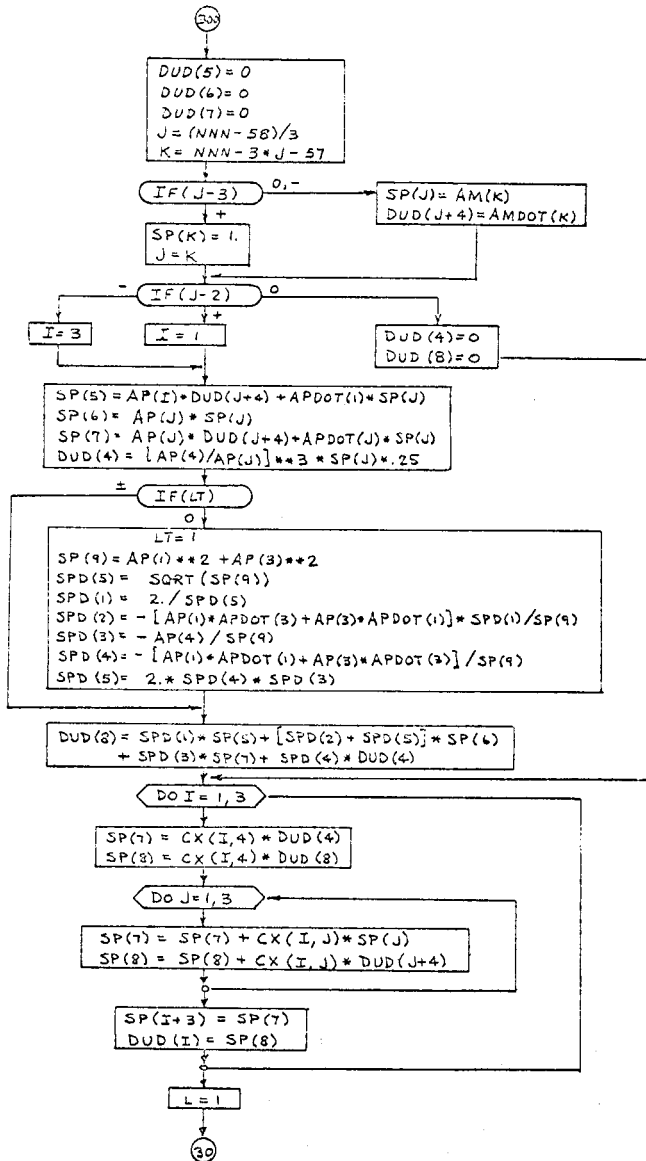 300
DUD(5)=0
DUD(6)=0
DUD(7)=0
J=(NNN-58)/3
K=NNN-3*J-57
IF(J-3)
0,-
SP(J)=AM(K)
DUD(J+4)=AMDOT(K)
+
SP(K)=1.
J=K
-
IF(J-2)
0
+
I=3
I=1
DUD(4)=0
DUD(8)=0
SP(5)=AP(I)*DUD(J+4)+APDOT(1)*SP(J)
SP(6)=AP(J)*SP(J)
SP(7)=AP(J)*DUD(J+4)+APDOT(J)*SP(J)
DUD(4)=[AP(4)/AP(J)]**3*SP(J)*.25
±
IF(LT)
0
LT=1
SP(9)=AP(1)**2+AP(3)**2
SPD(5)=SQRT(SP(9))
SPD(1)=2./SPD(5)
SPD(2)=-[AP(1)*APDOT(3)+AP(3)*APDOT(1)]*SPD(1)/SP(9)
SPD(3)=-AP(4)/SP(9)
SPD(4)=-[AP(1)*APDOT(1)+AP(3)*APDOT(3)]/SP(9)
SPD(5)=2.*SPD(4)*SPD(3)
DUD(8)=SPD(1)*SP(5)+[SPD(2)+SPD(5)]*SP(6)
+SPD(3)*SP(7)+SPD(4)*DUD(4)
DO I=1,3
SP(7)=CX(I,4)*DUD(4)
SP(8)=CX(I,4)*DUD(8)
DO J=1,3
SP(7)=SP(7)+CX(I,J)*SP(J)
SP(8)=SP(8)+CX(I,J)*DUD(J+4)
SP(I+3)=SP(7)
DUD(I)=SP(8)
L=1
30